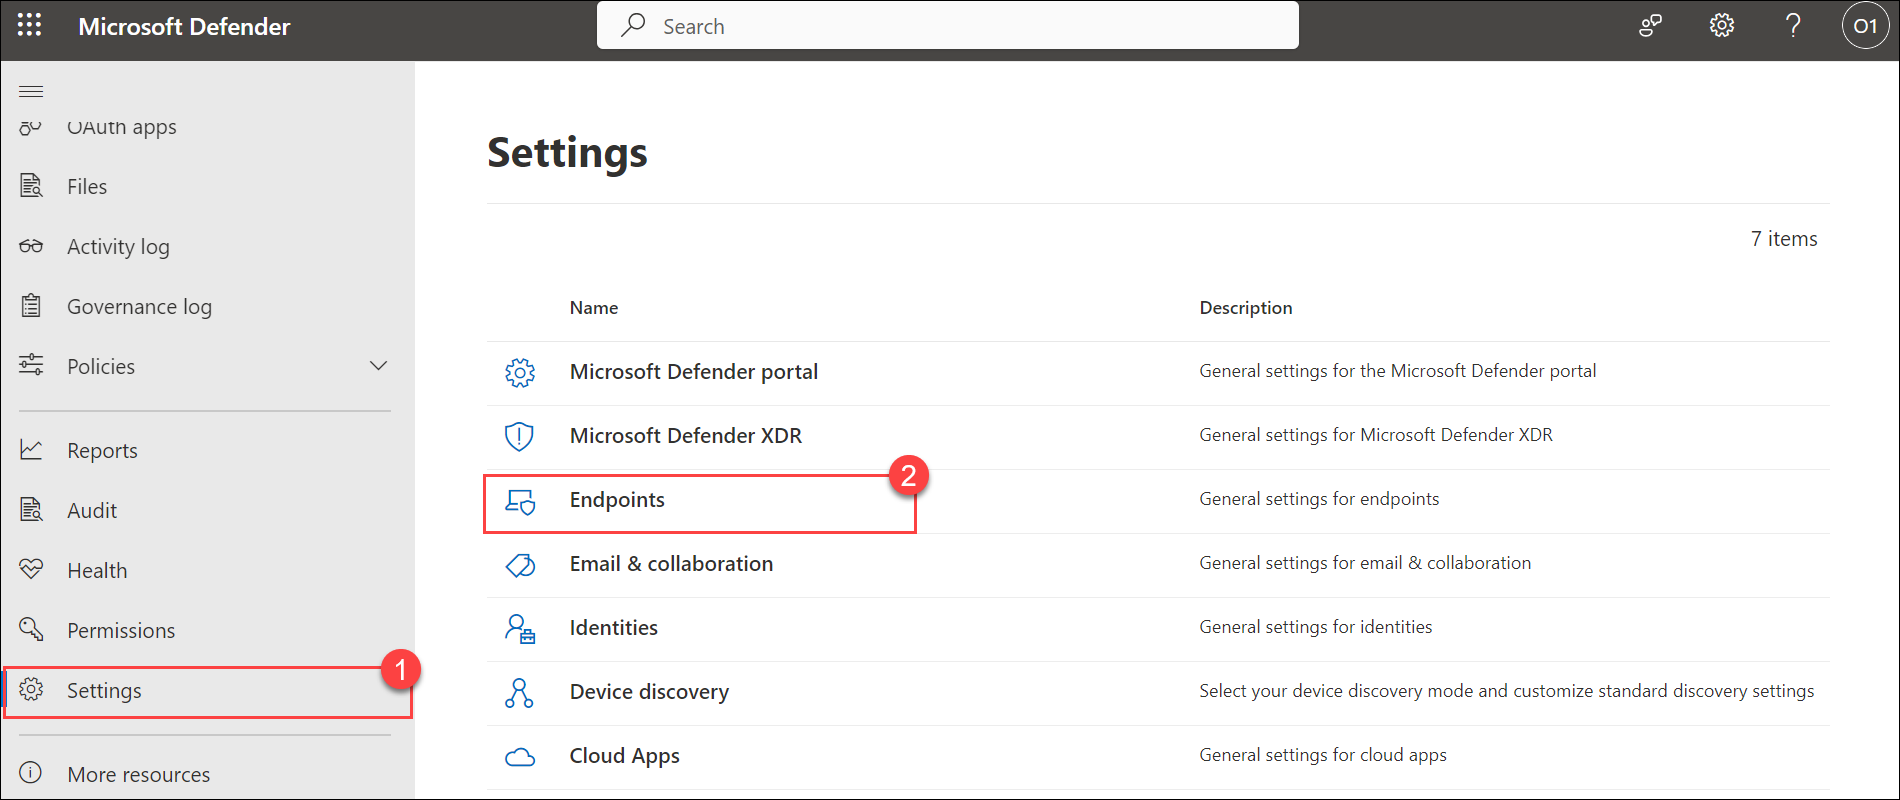 Microsoft Defender
Search
O1
OAuth apps
Files
Activity log
Governance log
Policies
Reports
Audit
Health
Permissions
1
Settings
More resources
Settings
7 items
Name Description
Microsoft Defender portal General settings for the Microsoft Defender portal
Microsoft Defender XDR General settings for Microsoft Defender XDR
2
Endpoints General settings for endpoints
Email & collaboration General settings for email & collaboration
Identities General settings for identities
Device discovery Select your device discovery mode and customize standard discovery settings
Cloud Apps General settings for cloud apps